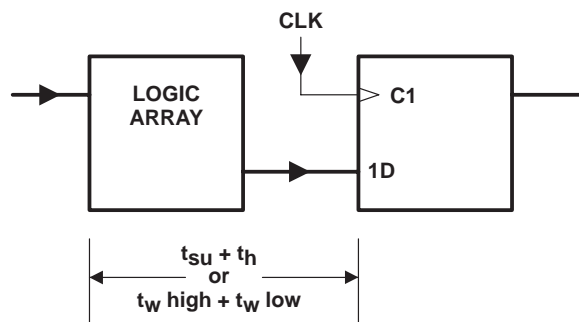 CLK
LOGIC
ARRAY
C1
1D
tsu + th
or
tw high + tw low